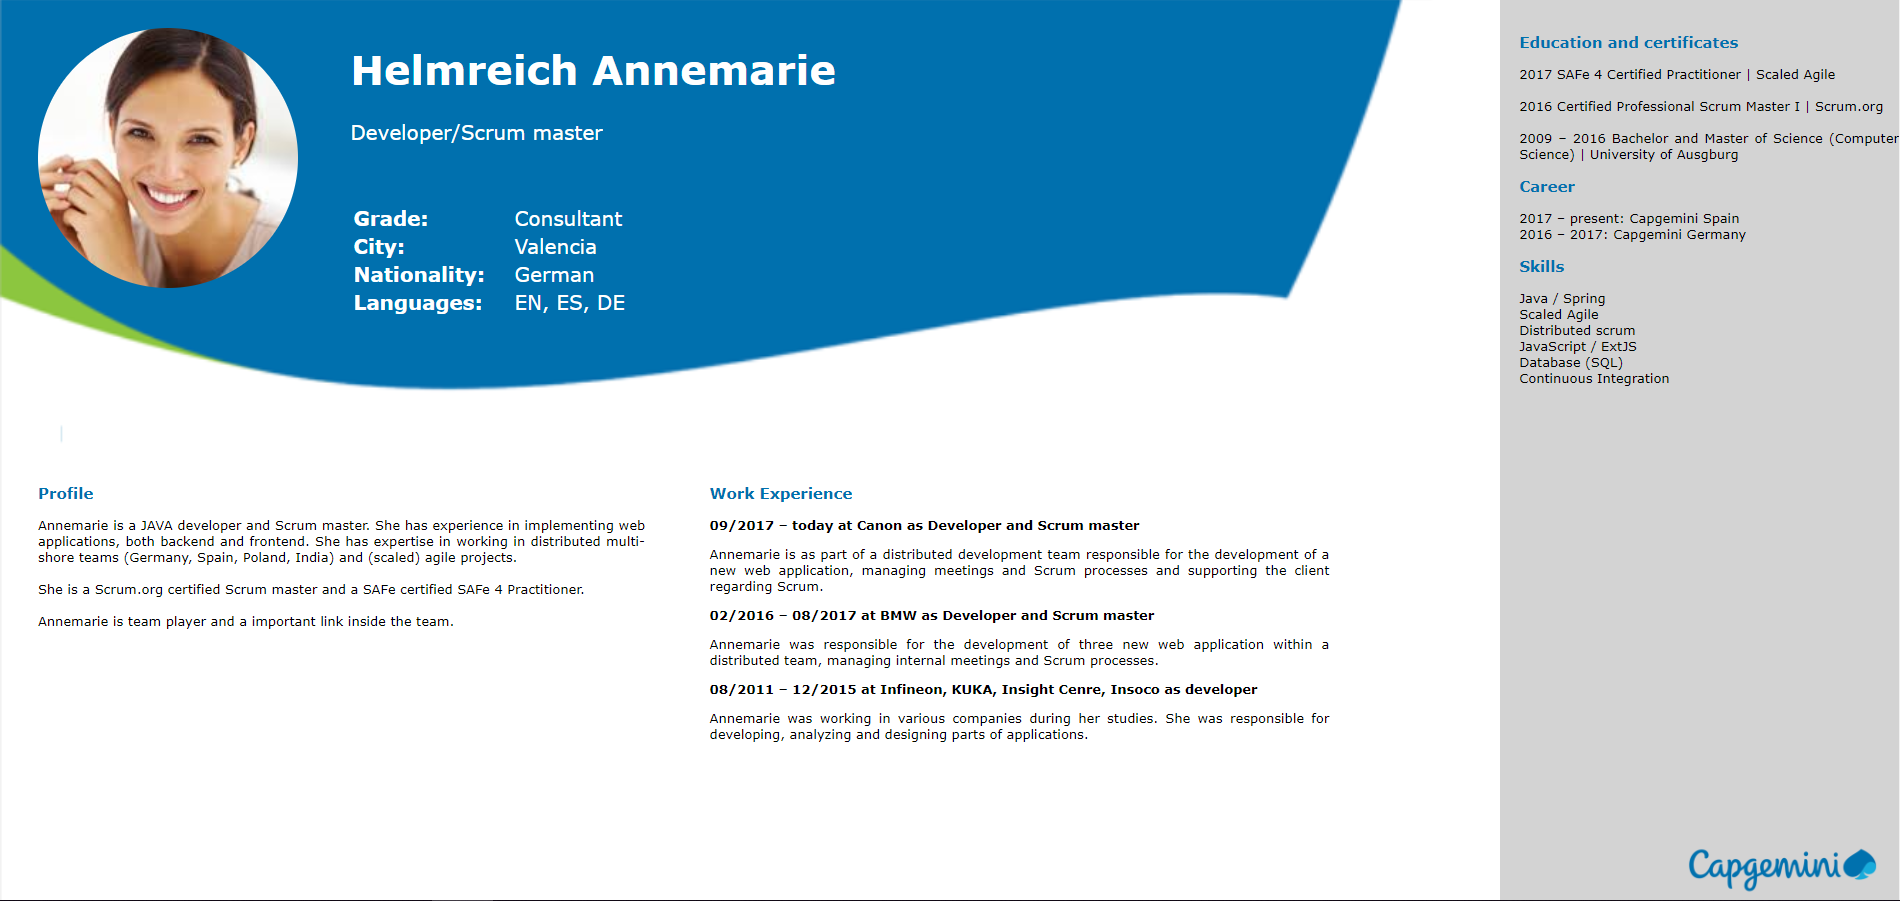 Helmreich Annemarie
Developer/Scrum master
Grade: Consultant
City: Valencia
Nationality: German
Languages: EN, ES, DE
Profile
Annemarie is a JAVA developer and Scrum master. She has experience in implementing web
applications, both backend and frontend. She has expertise in working in distributed multi-
shore teams (Germany, Spain, Poland, India) and (scaled) agile projects.
She is a Scrum.org certified Scrum master and a SAFe certified SAFe 4 Practitioner.
Annemarie is team player and a important link inside the team.
Work Experience
09/2017 – today at Canon as Developer and Scrum master
Annemarie is as part of a distributed development team responsible for the development of a
new web application, managing meetings and Scrum processes and supporting the client
regarding Scrum.
02/2016 – 08/2017 at BMW as Developer and Scrum master
Annemarie was responsible for the development of three new web application within a
distributed team, managing internal meetings and Scrum processes.
08/2011 – 12/2015 at Infineon, KUKA, Insight Cenre, Insoco as developer
Annemarie was working in various companies during her studies. She was responsible for
developing, analyzing and designing parts of applications.
Education and certificates
2017 SAFe 4 Certified Practitioner | Scaled Agile
2016 Certified Professional Scrum Master I | Scrum.org
2009 – 2016 Bachelor and Master of Science (Computer
Science) | University of Ausgburg
Career
2017 – present: Capgemini Spain
2016 – 2017: Capgemini Germany
Skills
Java / Spring
Scaled Agile
Distributed scrum
JavaScript / ExtJS
Database (SQL)
Continuous Integration
Capgemini